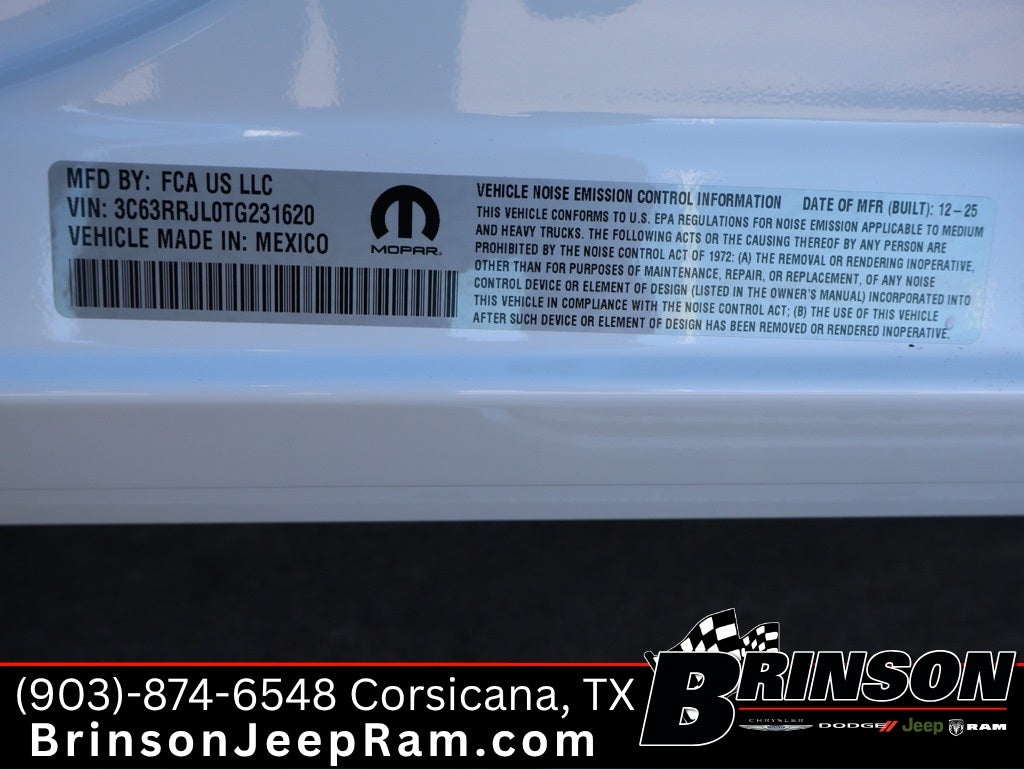 MFD BY: FCA US LLC
VIN: 3C63RRJL0TG231620
VEHICLE MADE IN: MEXICO
MOPAR
VEHICLE NOISE EMISSION CONTROL INFORMATION DATE OF MFR (BUILT): 12-25
THIS VEHICLE CONFORMS TO U.S. EPA REGULATIONS FOR NOISE EMISSION APPLICABLE TO MEDIUM
AND HEAVY TRUCKS. THE FOLLOWING ACTS OR THE CAUSING THEREOF BY ANY PERSON ARE
PROHIBITED BY THE NOISE CONTROL ACT OF 1972: (A) THE REMOVAL OR RENDERING INOPERATIVE,
OTHER THAN FOR PURPOSES OF MAINTENANCE, REPAIR, OR REPLACEMENT, OF ANY NOISE
CONTROL DEVICE OR ELEMENT OF DESIGN (LISTED IN THE OWNER'S MANUAL) INCORPORATED INTO
THIS VEHICLE IN COMPLIANCE WITH THE NOISE CONTROL ACT; (B) THE USE OF THIS VEHICLE
AFTER SUCH DEVICE OR ELEMENT OF DESIGN HAS BEEN REMOVED OR RENDERED INOPERATIVE.
(903)-874-6548 Corsicana, TX
BrinsonJeepRam.com
BRINSON
CHRYSLER DODGE Jeep RAM